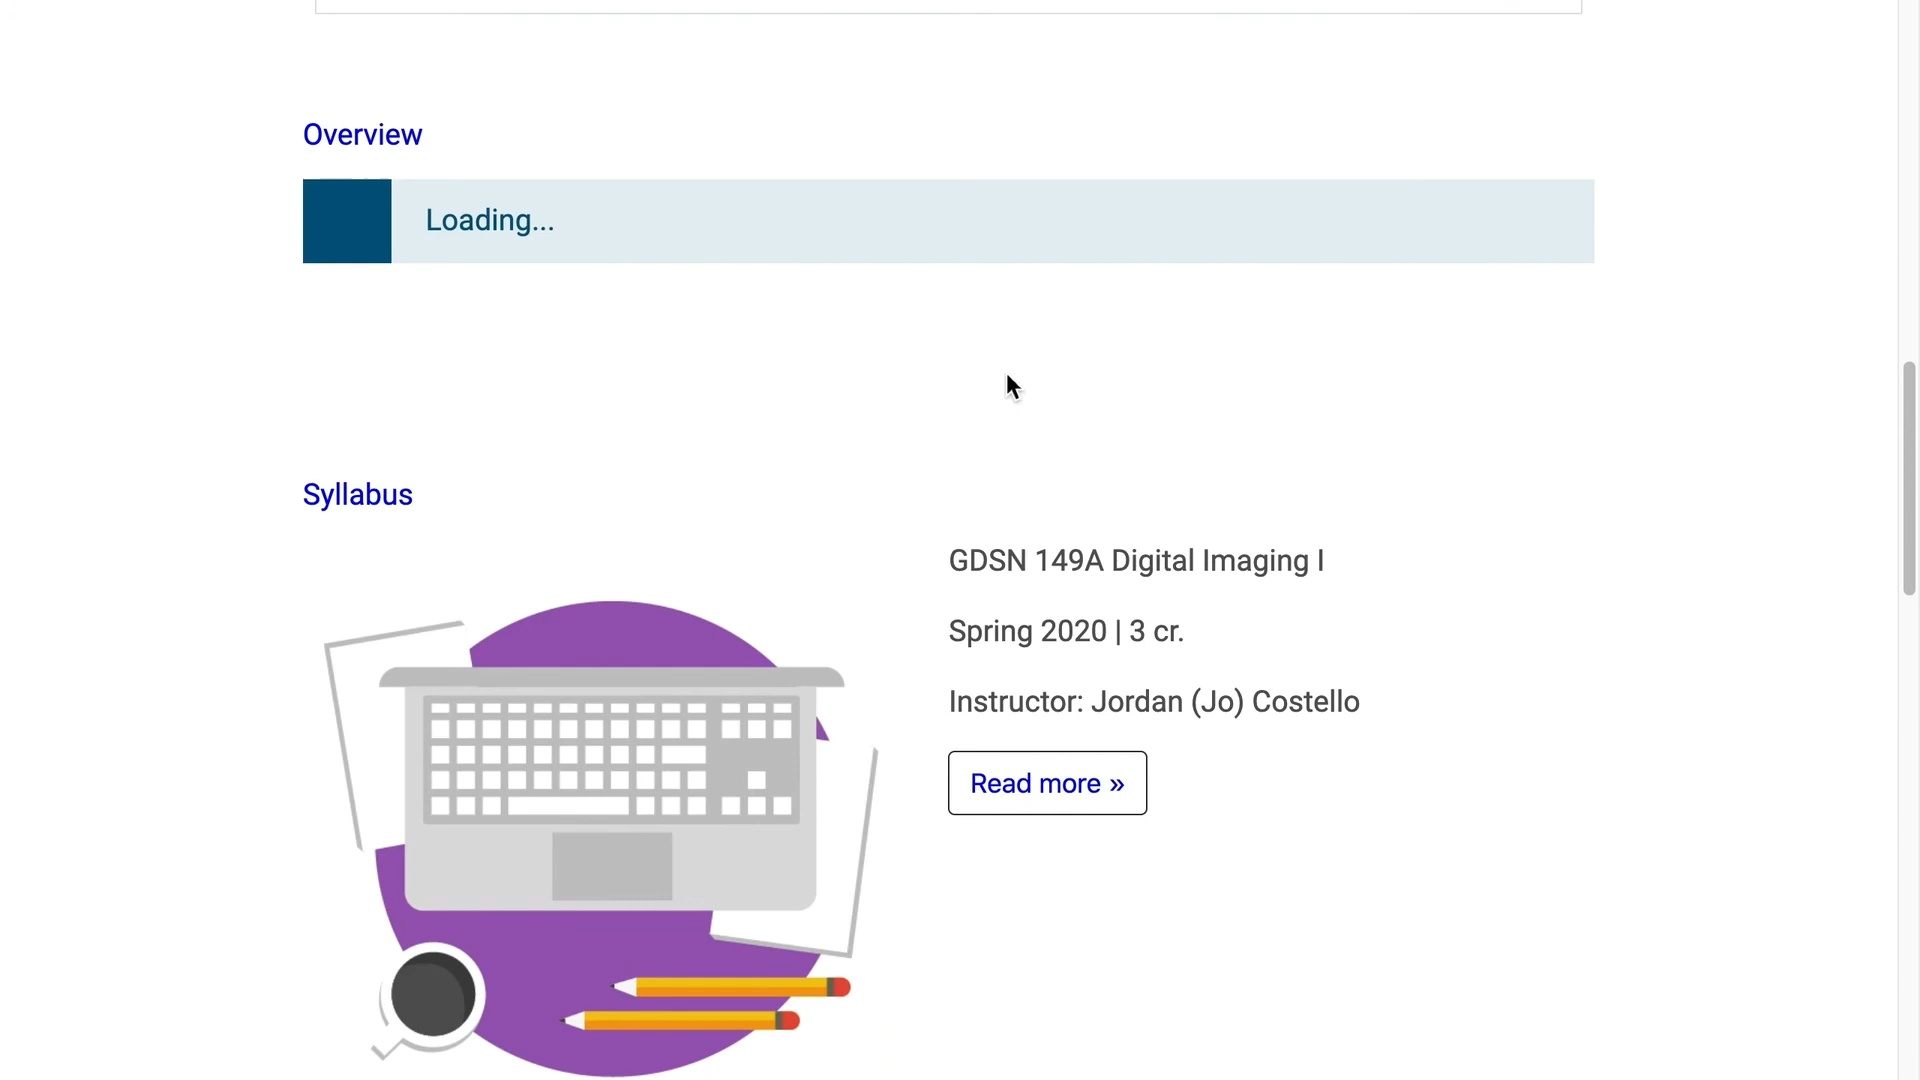 Overview
Loading...
Syllabus
GDSN 149A Digital Imaging I
Spring 2020 | 3 cr.
Instructor: Jordan (Jo) Costello
Read more »